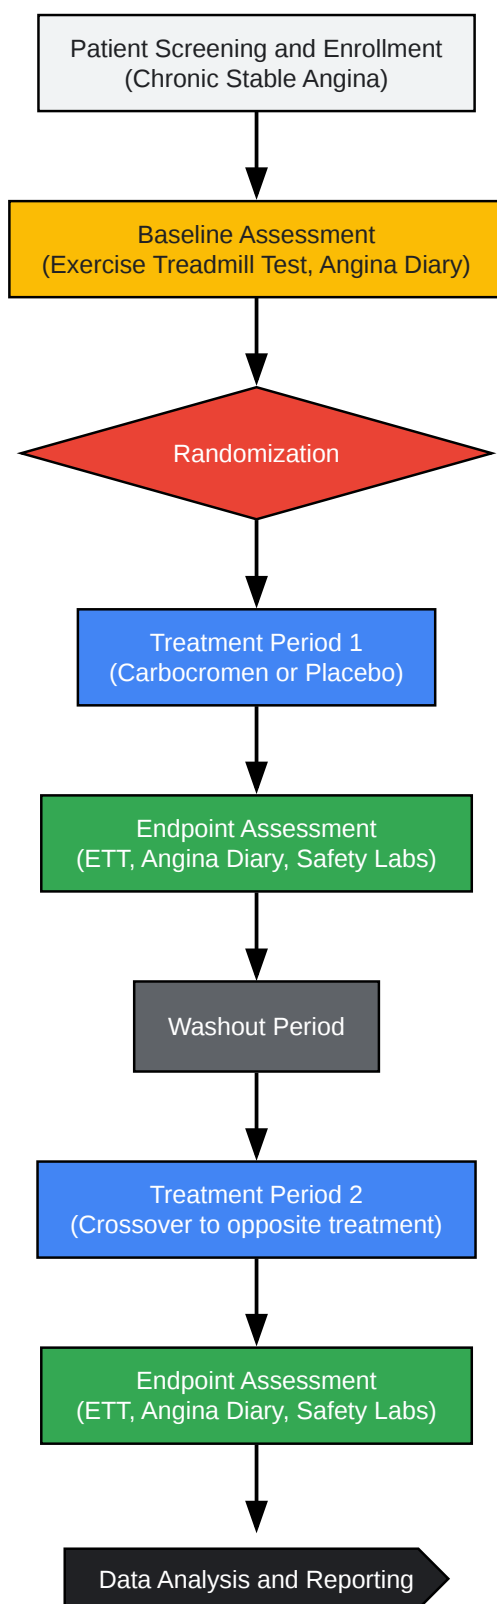 Patient Screening and Enrollment
(Chronic Stable Angina)
Baseline Assessment
(Exercise Treadmill Test, Angina Diary)
Randomization
Treatment Period 1
(Carbocromen or Placebo)
Endpoint Assessment
(ETT, Angina Diary, Safety Labs)
Washout Period
Treatment Period 2
(Crossover to opposite treatment)
Endpoint Assessment
(ETT, Angina Diary, Safety Labs)
Data Analysis and Reporting